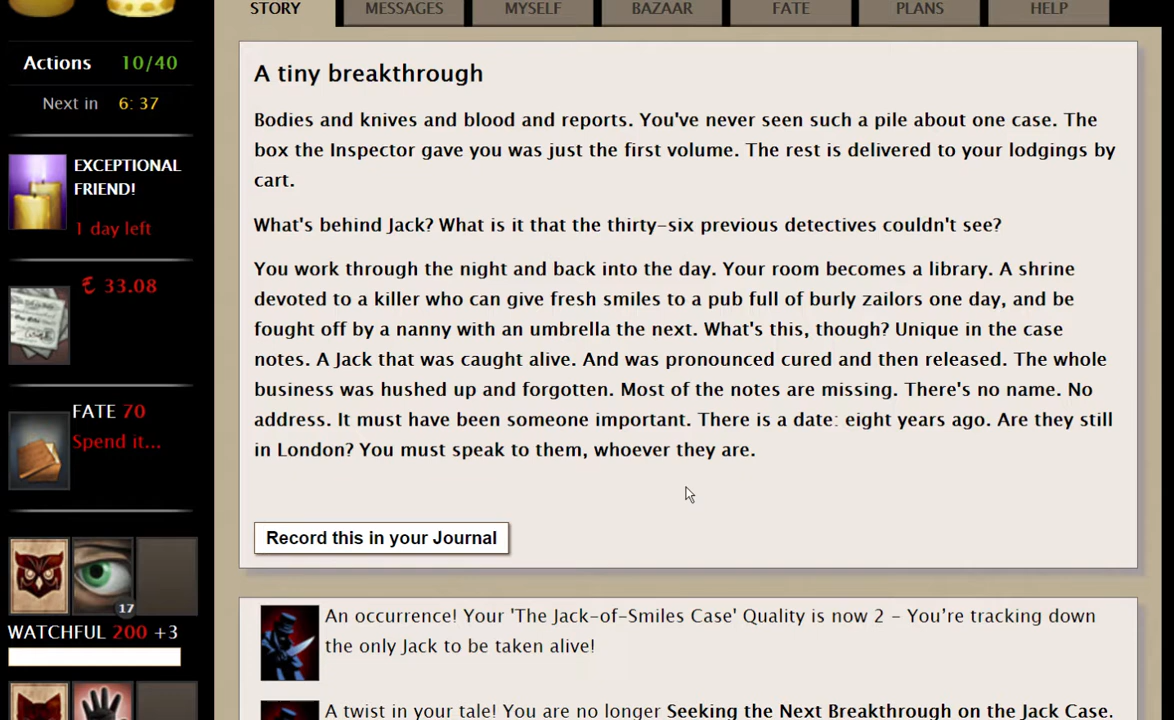 STORY MESSAGES MYSELF BAZAAR FATE PLANS HELP
Actions 10/40
Next in 6: 37
EXCEPTIONAL
FRIEND!
1 day left
33.08
FATE 70
Spend it...
17
WATCHFUL 200 +3
A tiny breakthrough
Bodies and knives and blood and reports. You've never seen such a pile about one case. The
box the Inspector gave you was just the first volume. The rest is delivered to your lodgings by
cart.
What's behind Jack? What is it that the thirty-six previous detectives couldn't see?
You work through the night and back into the day. Your room becomes a library. A shrine
devoted to a killer who can give fresh smiles to a pub full of burly zailors one day, and be
fought off by a nanny with an umbrella the next. What's this, though? Unique in the case
notes. A Jack that was caught alive. And was pronounced cured and then released. The whole
business was hushed up and forgotten. Most of the notes are missing. There's no name. No
address. It must have been someone important. There is a date: eight years ago. Are they still
in London? You must speak to them, whoever they are.
Record this in your Journal
An occurrence! Your 'The Jack-of-Smiles Case' Quality is now 2 - You're tracking down
the only Jack to be taken alive!
A twist in your tale! You are no longer Seeking the Next Breakthrough on the Jack Case.